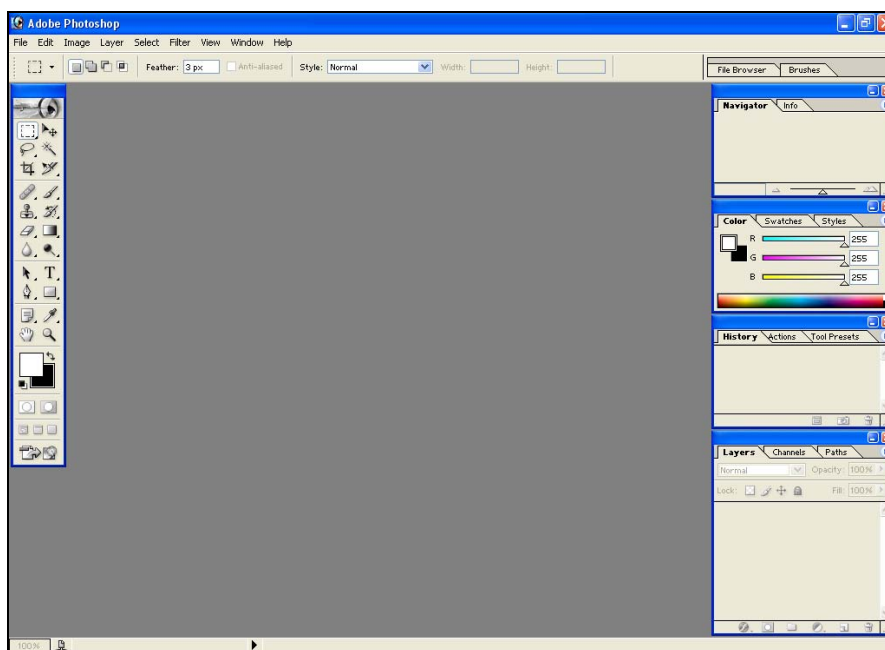 Adobe Photoshop
File Edit Image Layer Select Filter View Window Help
Feather: 3 px Anti-aliased Style: Normal Width: Height:
File Browser Brushes
Navigator Info
Color Swatches Styles
R 255
G 255
B 255
History Actions Tool Presets
Layers Channels Paths
Normal Opacity: 100%
Lock: Fill: 100%
T
100%